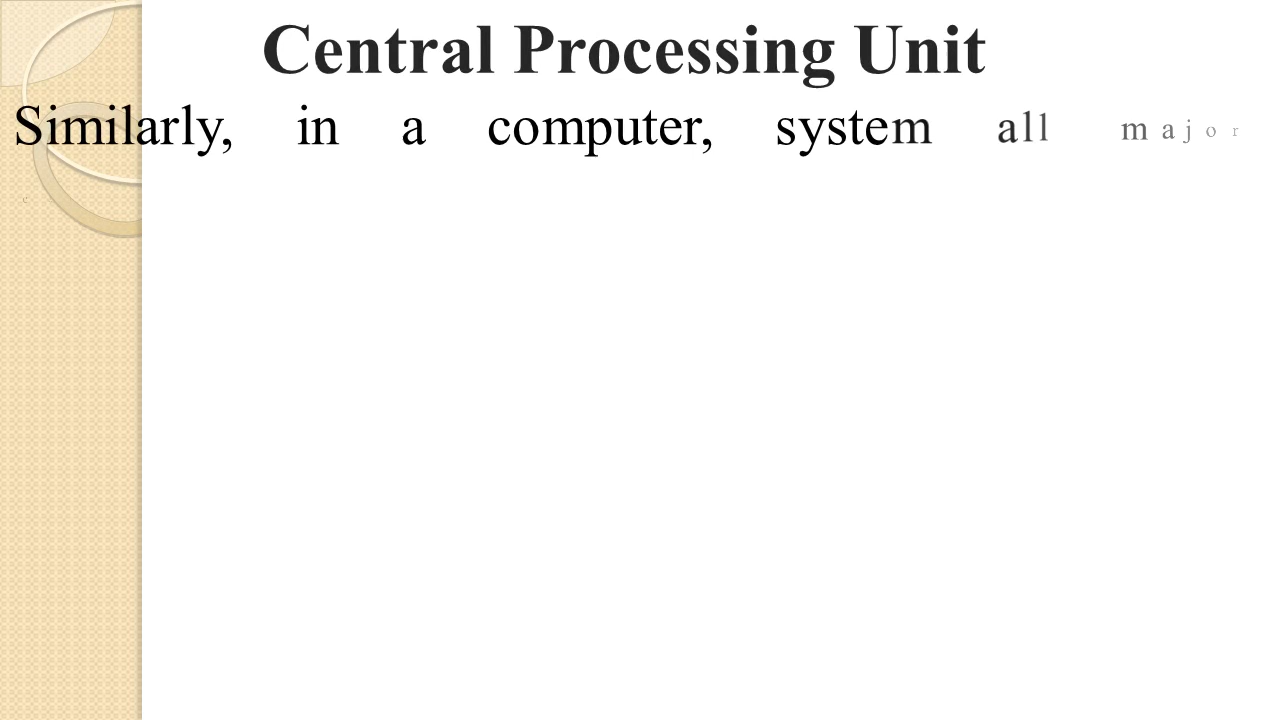 Central Processing Unit
Similarly, in a computer, system all major
c